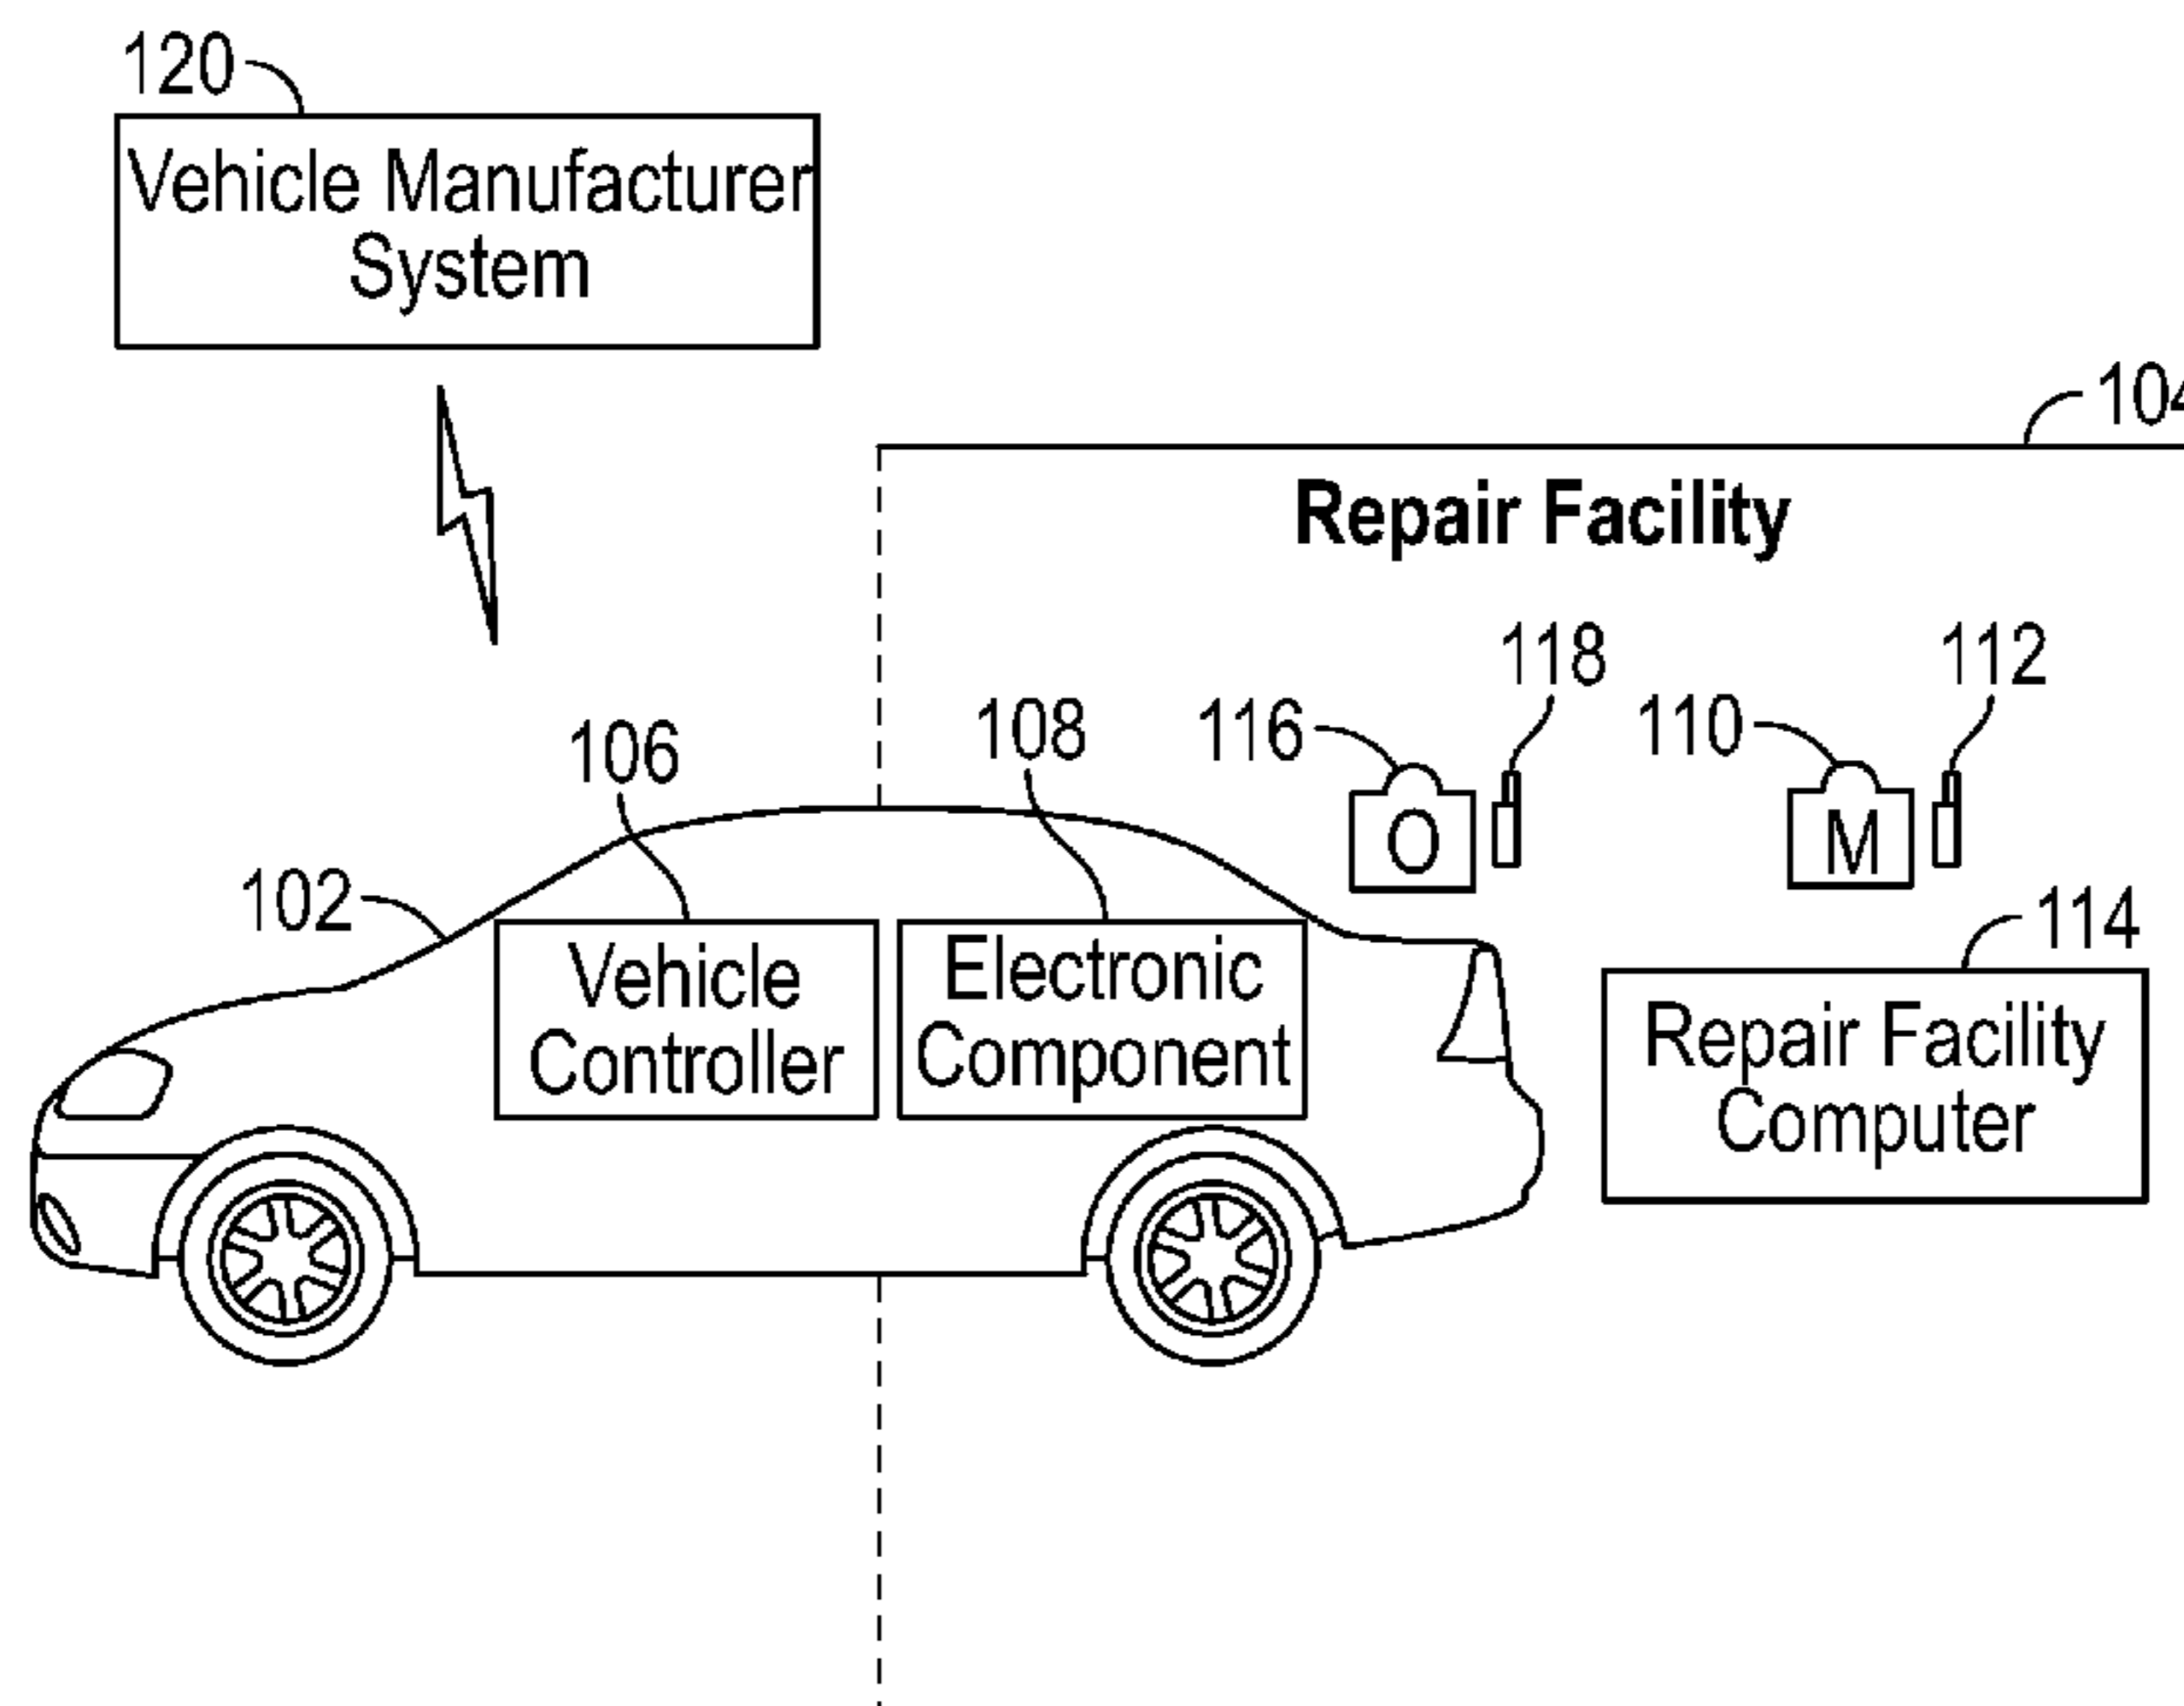 120
Vehicle Manufacturer
System
104
Repair Facility
118
112
116
110
108
106
O
M
102
114
Vehicle
Controller
Electronic
Component
Repair Facility
Computer